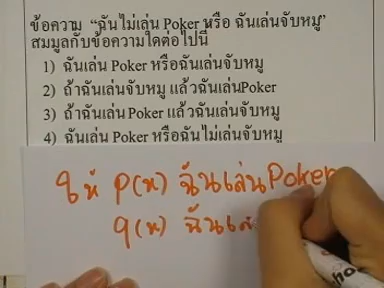 ข้อความ “ฉันไม่เล่น Poker หรือ ฉันเล่นจับหมู”
สมมูลกับข้อความใดต่อไปนี้
1) ฉันเล่น Poker หรือฉันเล่นจับหมู
2) ถ้าฉันเล่นจับหมู แล้วฉันเล่นPoker
3) ถ้าฉันเล่น Poker แล้วฉันเล่นจับหมู
4) ฉันเล่น Poker หรือฉันไม่เล่นจับหมู
ให้ P(x) ฉันเล่นPoker
q(x) ฉัน